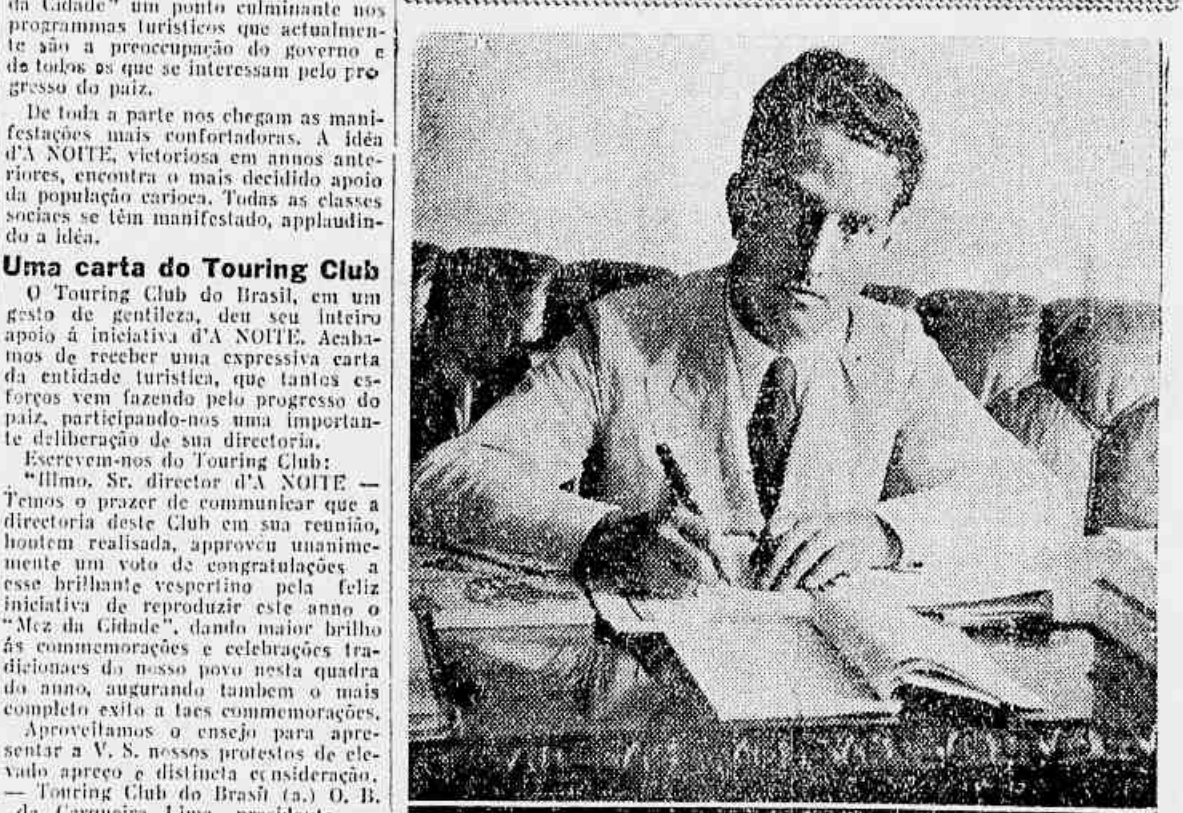 da Cidade" um ponto culminante nos
programmas turisticos que actualmen-
te são a preoccupação do governo e
de todos os que se interessam pelo pro
gresso do paiz.
De toda a parte nos chegam as mani-
festações mais confortadoras. A idéa
d'A NOITE, victoriosa em annos ante-
riores, encontra o mais decidido apoio
da população carioca. Todas as classes
sociaes se têm manifestado, applaudin-
do a idéa.
Uma carta do Touring Club
O Touring Club do Brasil, em um
gesto de gentileza, deu seu inteiro
apoio á iniciativa d'A NOITE. Acaba-
mos de receber uma expressiva carta
da entidade turistica, que tantos es-
forços vem fazendo pelo progresso do
paiz, participando-nos uma importan-
te deliberação de sua directoria.
Escrevem-nos do Touring Club:
"Illmo. Sr. director d'A NOITE —
Temos o prazer de communicar que a
directoria deste Club em sua reunião,
hontem realisada, approvou unanime-
mente um voto de congratulações a
esse brilhante vespertino pela feliz
iniciativa de reproduzir este anno o
"Mez da Cidade", dando maior brilho
ás commemorações e celebrações tra-
dicionaes do nosso povo nesta quadra
do anno, augurando tambem o mais
completo exito a taes commemorações.
Aproveitamos o ensejo para apre-
sentar a V. S. nossos protestos de ele-
vado apreço e distincta consideração.
— Touring Club do Brasil (a.) O. B.
de Cerqueira Lima, presidente